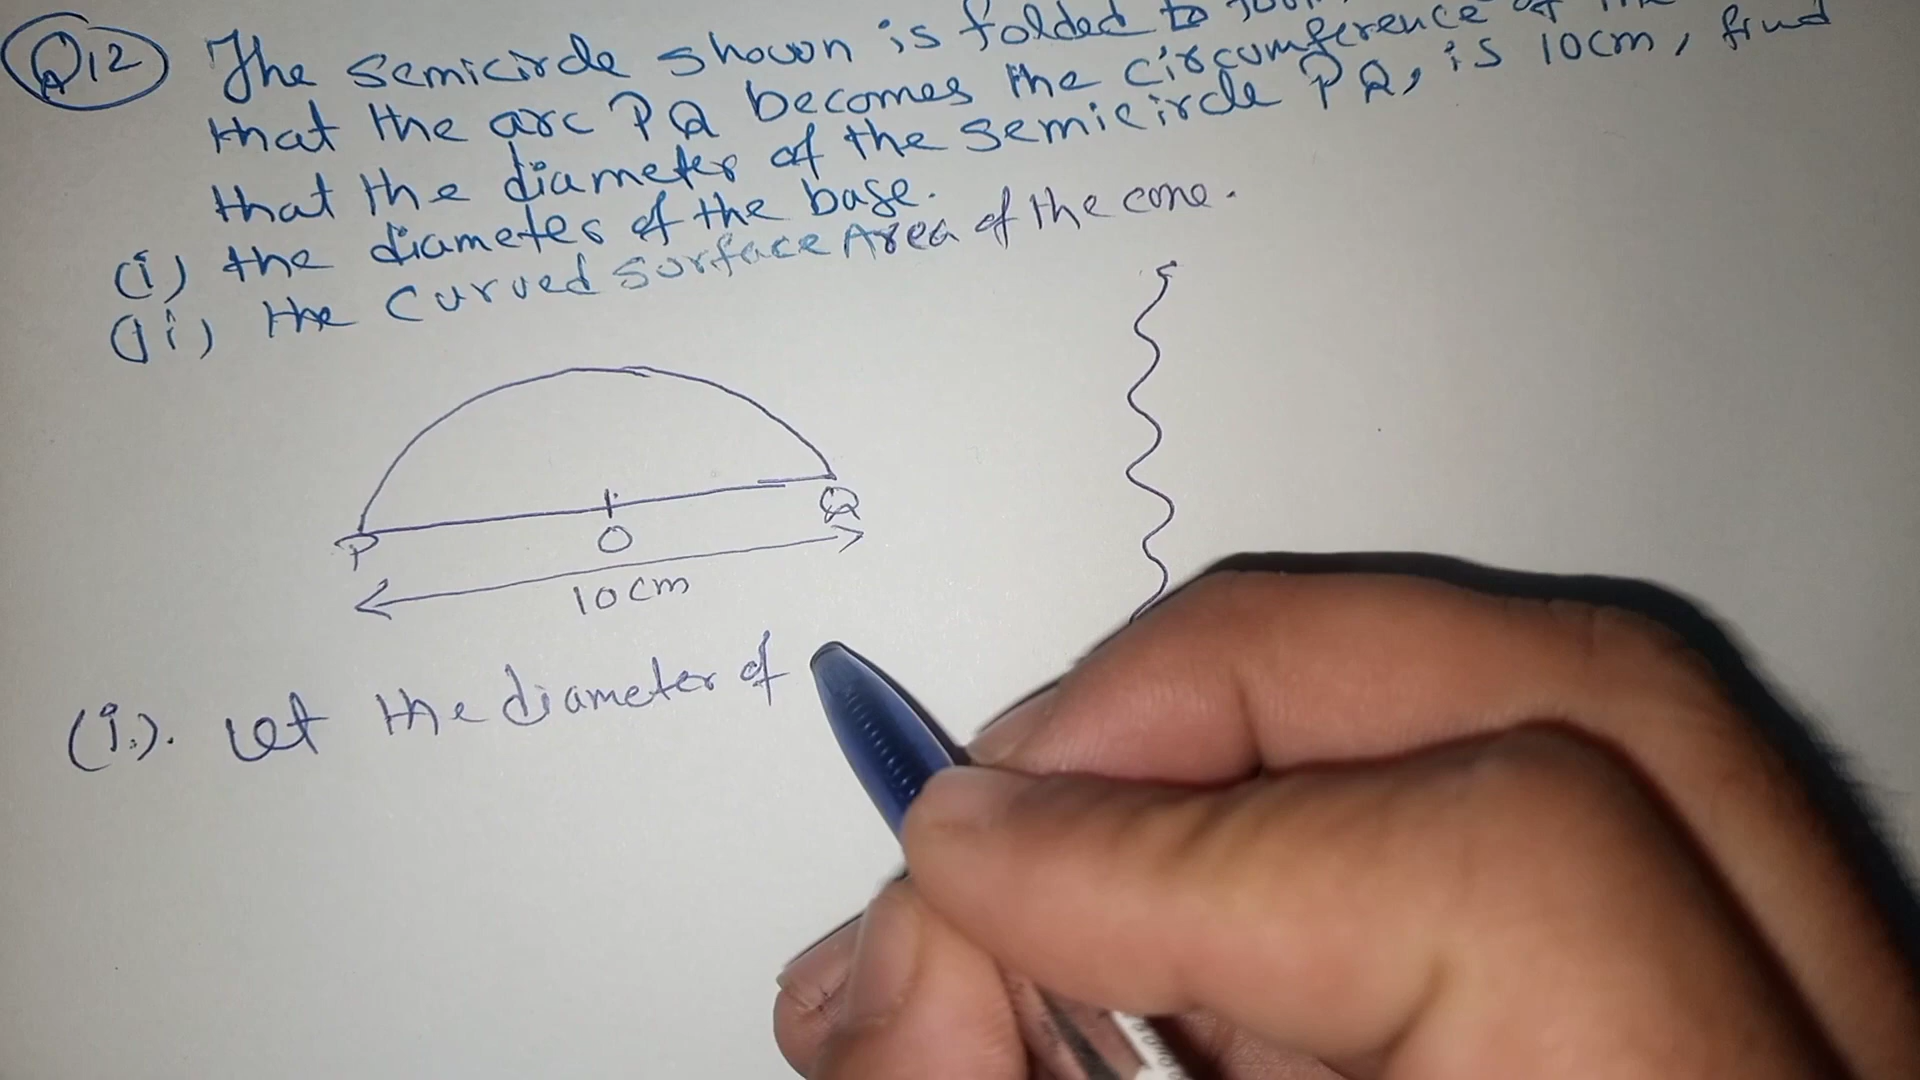 Q12 The semicircle shown is folded to
that the arc PQ becomes the circumference of
that the diameter of the semicircle PQ, is 10cm, find
(i) the diameter of the base.
(ii) the Curved surface Area of the cone.
P
O
Q
10cm
(i.). Let the diameter of